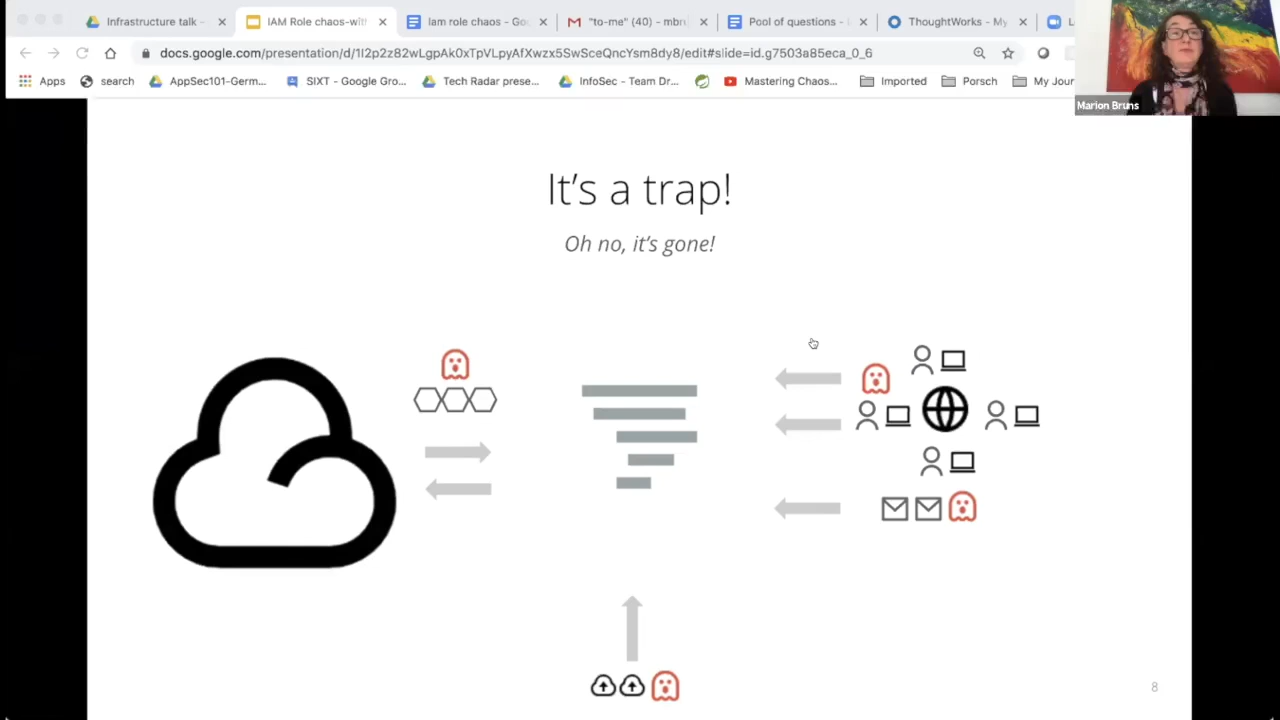 Infrastructure talk -
IAM Role chaos-wit
Iam role chaos - Go
"to-me" (40) - mbr
Pool of questions -
ThoughtWorks - My
docs.google.com/presentation/d/1I2p2z82wLgpAk0xTpVLpyAfXwzx5SwSceQncYsm8dy8/edit#slide=id.g7503a85eca_0_6
Apps
search
AppSec101-Germ...
SIXT - Google Gro...
Tech Radar prese...
InfoSec - Team Dr...
Mastering Chaos...
Imported
Porsch
My Jour
Marion Bruns
It's a trap!
Oh no, it's gone!
8